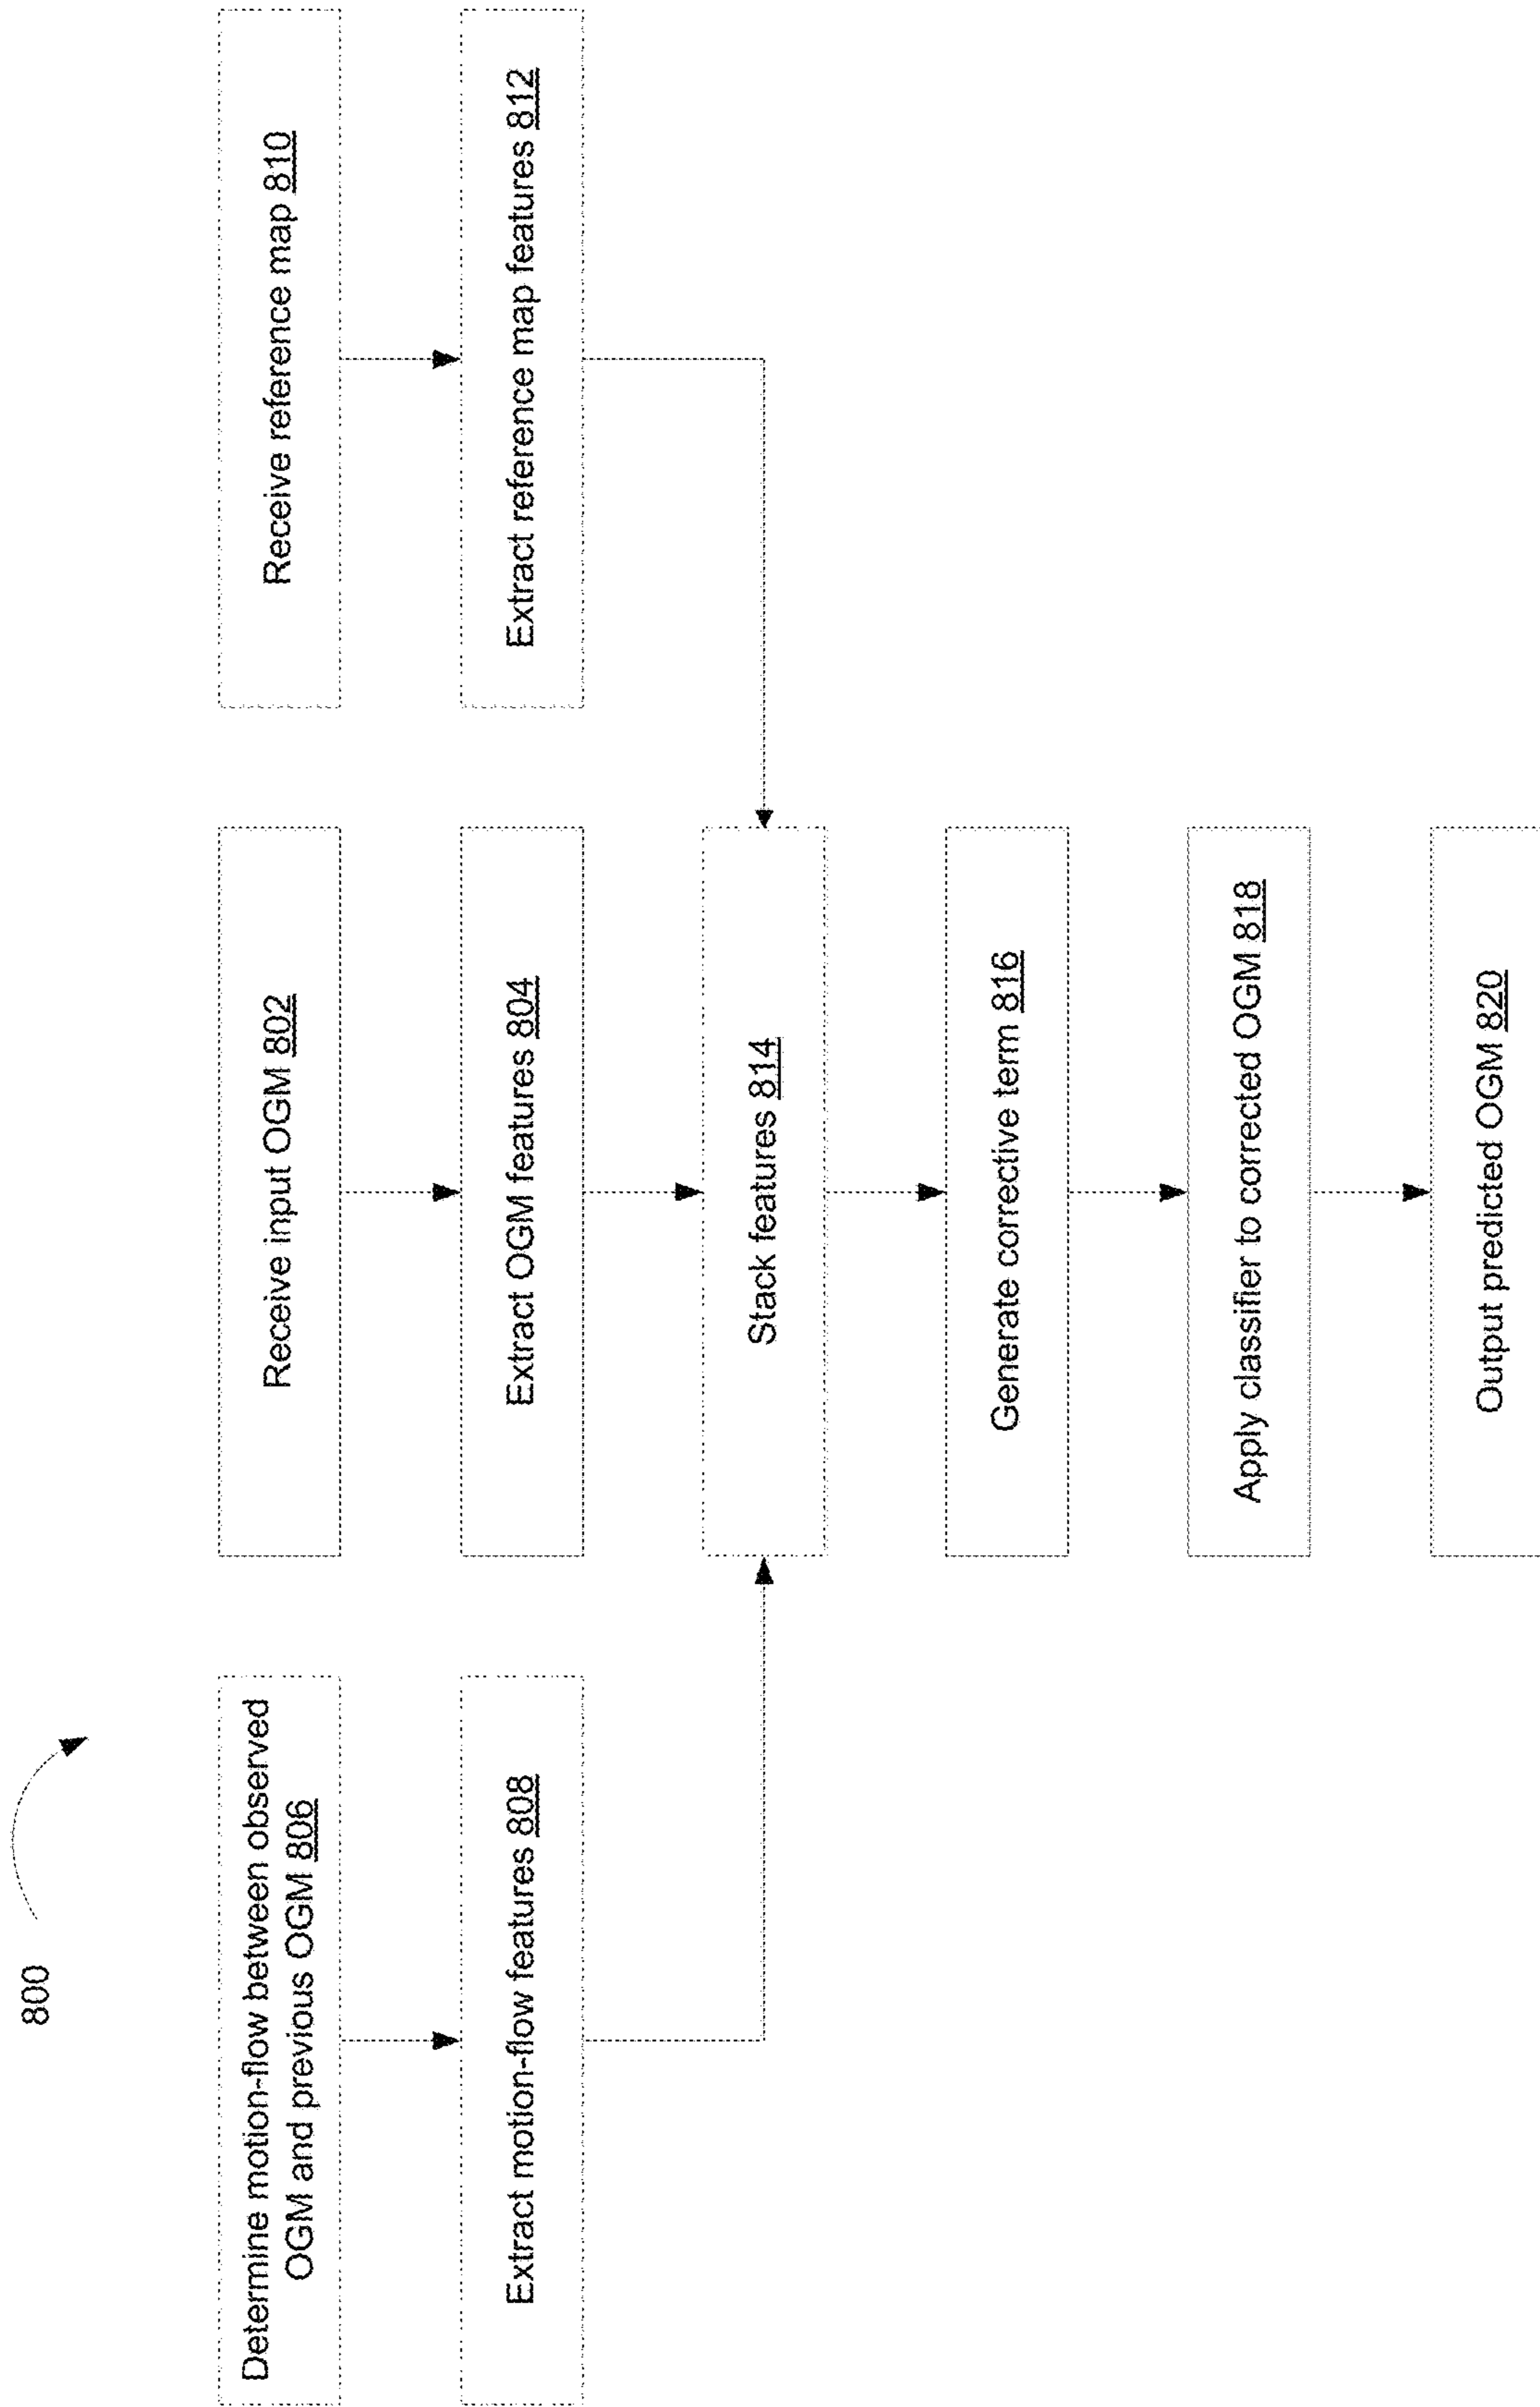 800
Determine motion-flow between observed
OGM and previous OGM 806
Receive input OGM 802
Receive reference map 810
Extract motion-flow features 808
Extract OGM features 804
Extract reference map features 812
Stack features 814
Generate corrective term 816
Apply classifier to corrected OGM 818
Output predicted OGM 820